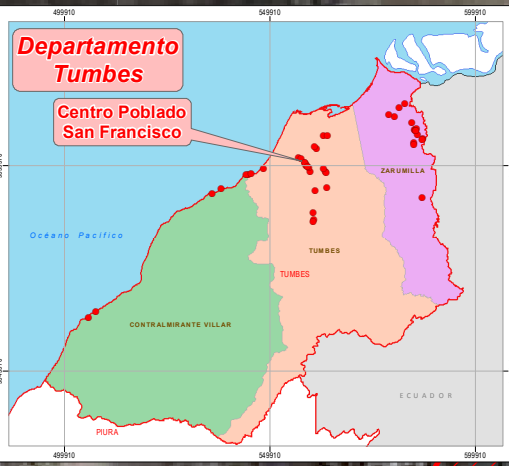 499910
549910
599910
Departamento
Tumbes
Centro Poblado
San Francisco
ZARUMILLA
Océano Pacífico
TUMBES
TUMBES
CONTRALMIRANTE VILLAR
ECUADOR
PIURA
499910
549910
599910